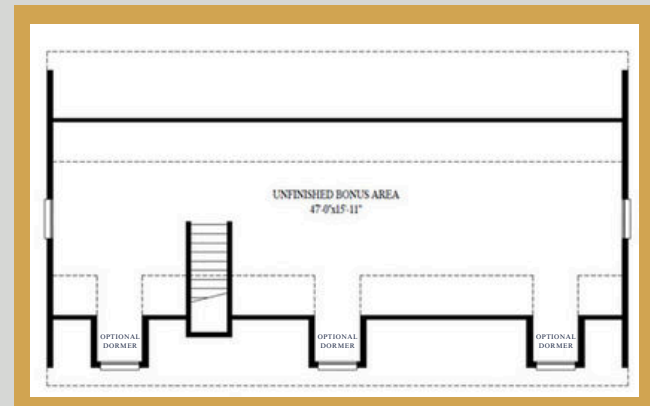 UNFINISHED BONUS AREA
47'-0"x15'-11"
OPTIONAL
DORMER
OPTIONAL
DORMER
OPTIONAL
DORMER